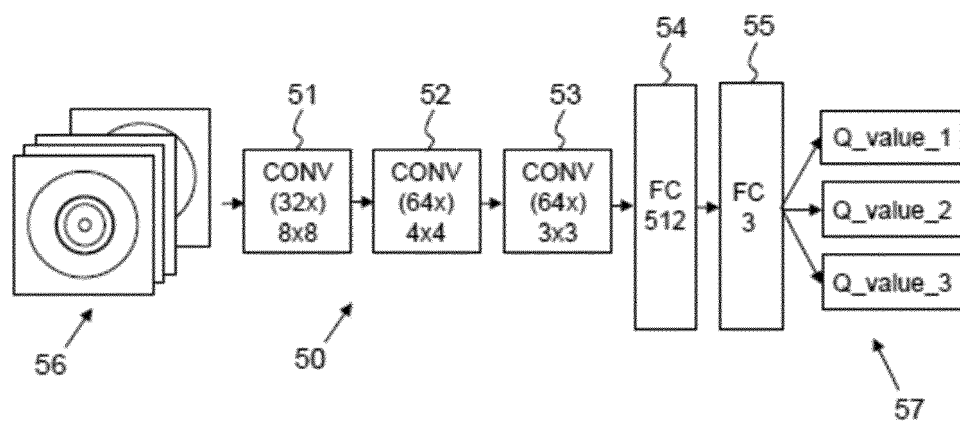 54
55
51
52
53
CONV
(32x)
8x8
CONV
(64x)
4x4
CONV
(64x)
3x3
FC
512
FC
3
Q_value_1
Q_value_2
Q_value_3
56
50
57